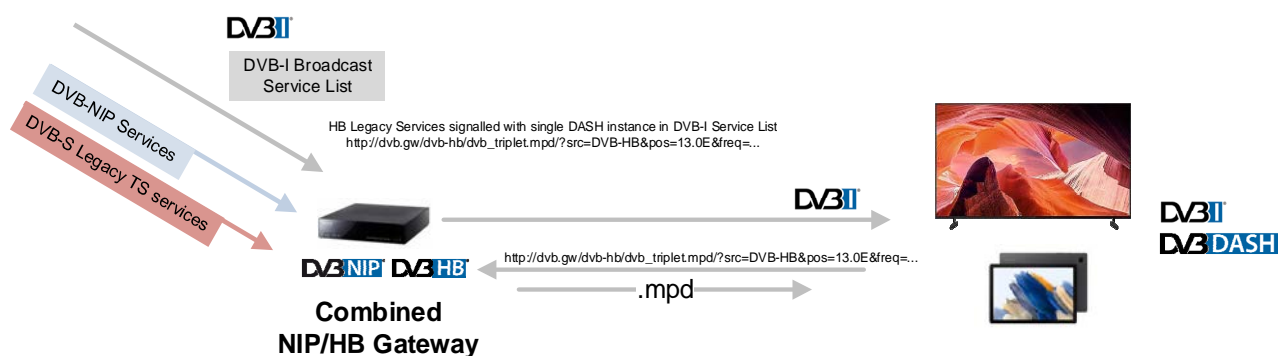 DVB I
DVB-I Broadcast
Service List
DVB-NIP Services
DVB-S Legacy TS services
HB Legacy Services signalled with single DASH instance in DVB-I Service List
http://dvb.gw/dvb-hb/dvb_triplet.mpd/?src=DVB-HB&pos=13.0E&freq=...
DVB I
DVB I
DVB DASH
DVB NIP DVB HB
http://dvb.gw/dvb-hb/dvb_triplet.mpd/?src=DVB-HB&pos=13.0E&freq=...
.mpd
Combined
NIP/HB Gateway